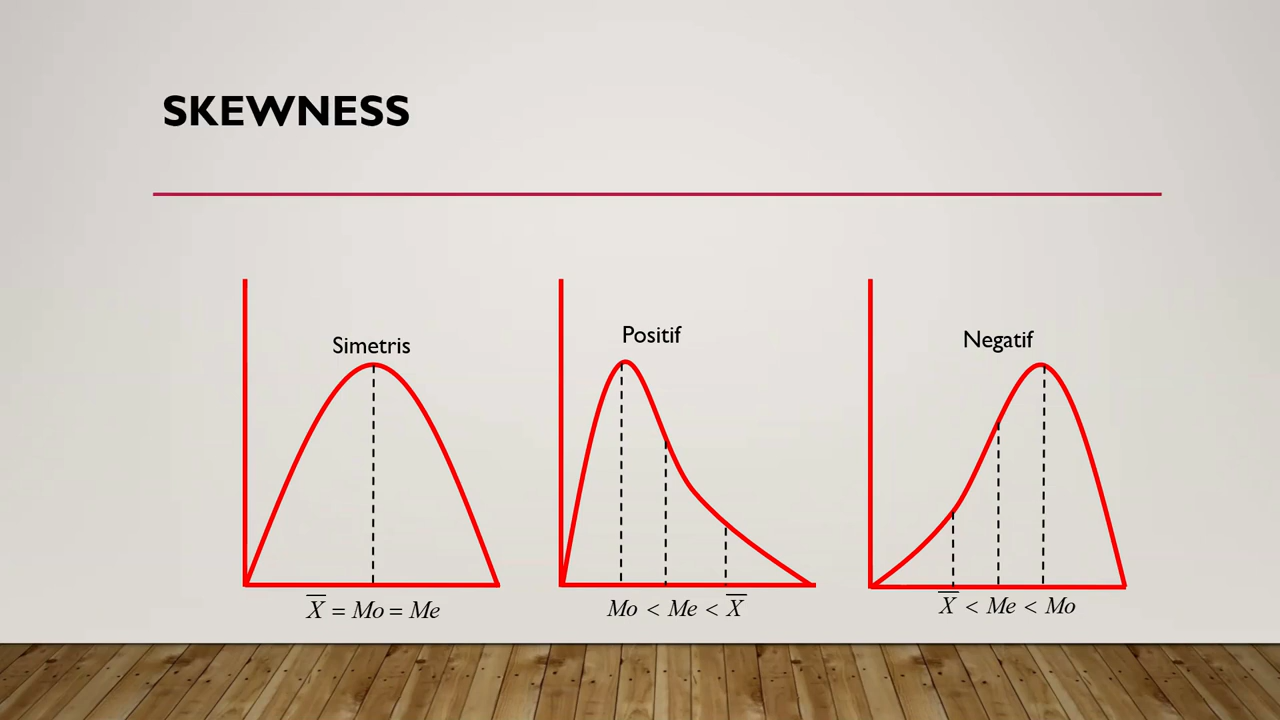 SKEWNESS
Simetris
Positif
Negatif
X̅ = Mo = Me
Mo < Me < X̅
X̅ < Me < Mo